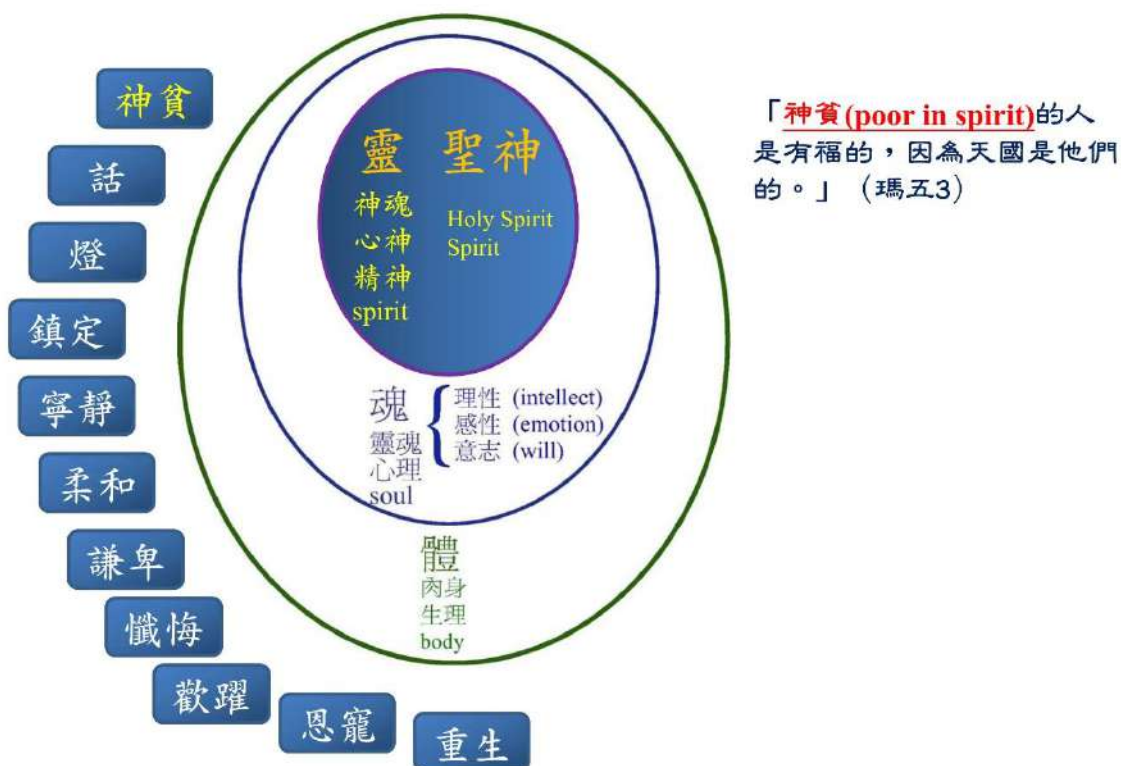 神貧
話
燈
鎮定
寧靜
柔和
謙卑
懺悔
歡躍
恩寵
重生
靈 聖神
神魂
心神
精神
spirit
Holy Spirit
Spirit
魂
靈魂
心理
soul
{
理性 (intellect)
感性 (emotion)
意志 (will)
體
肉身
生理
body
「神貧(poor in spirit)的人
是有福的，因為天國是他們
的。」（瑪五3）